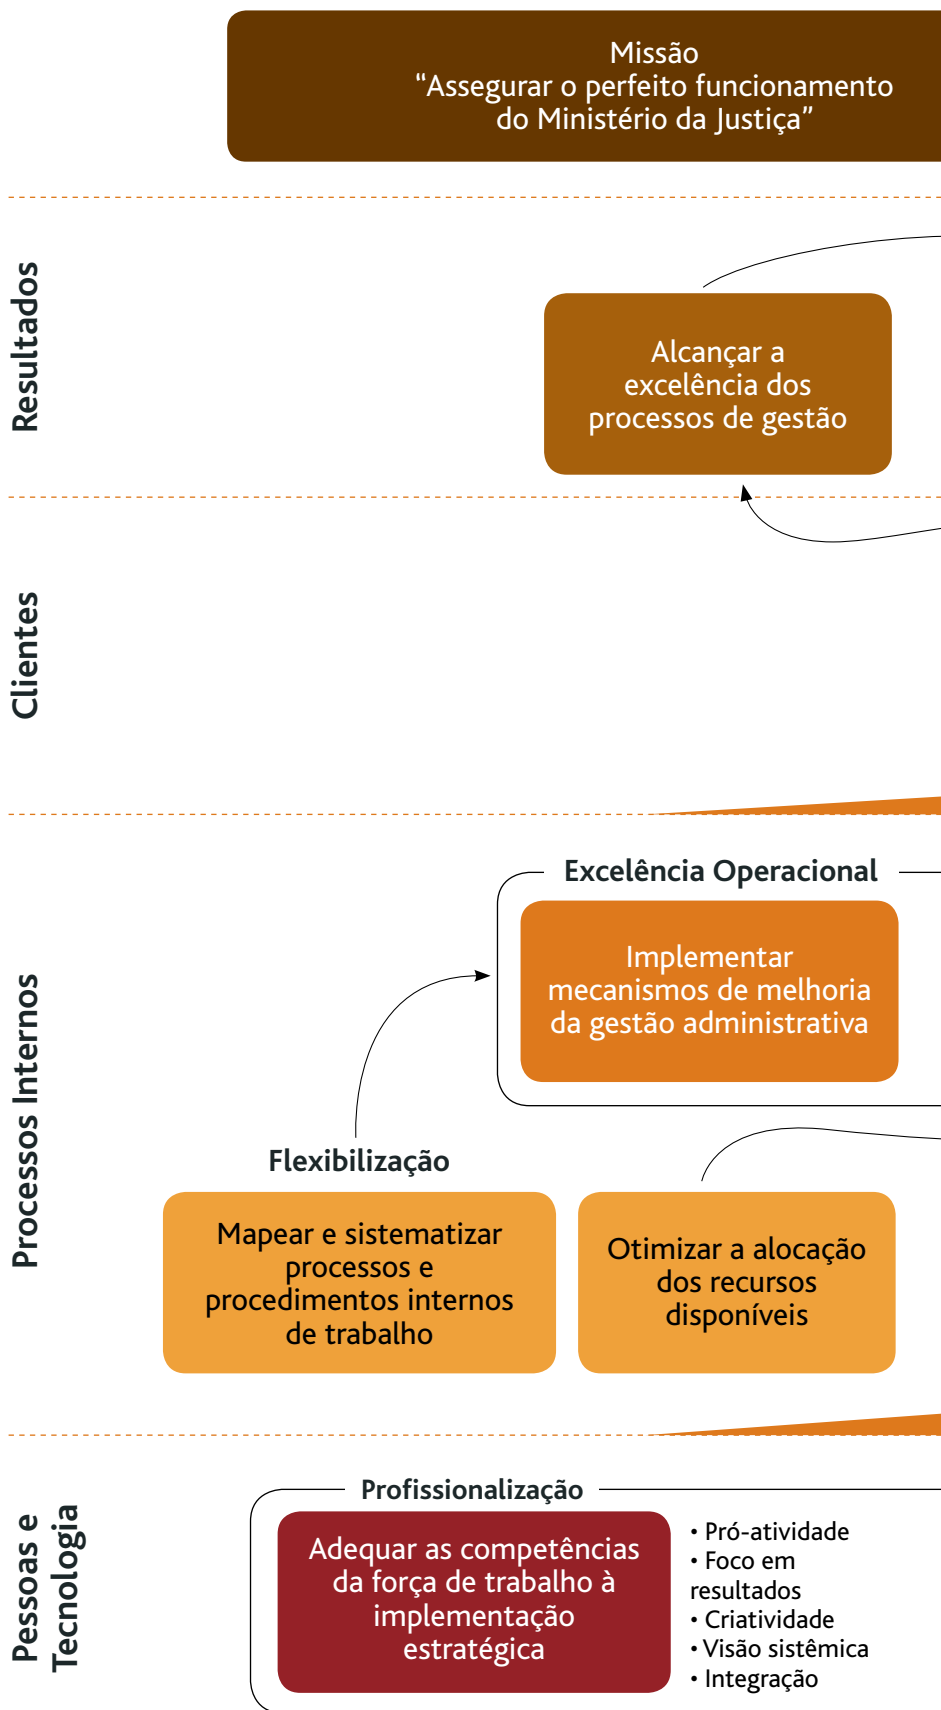 Missão
“Assegurar o perfeito funcionamento
do Ministério da Justiça”
Resultados
Alcançar a
excelência dos
processos de gestão
Clientes
Processos Internos
Excelência Operacional
Implementar
mecanismos de melhoria
da gestão administrativa
Flexibilização
Mapear e sistematizar
processos e
procedimentos internos
de trabalho
Otimizar a alocação
dos recursos
disponíveis
Pessoas e
Tecnologia
Profissionalização
Adequar as competências
da força de trabalho à
implementação
estratégica
• Pró-atividade
• Foco em
resultados
• Criatividade
• Visão sistêmica
• Integração